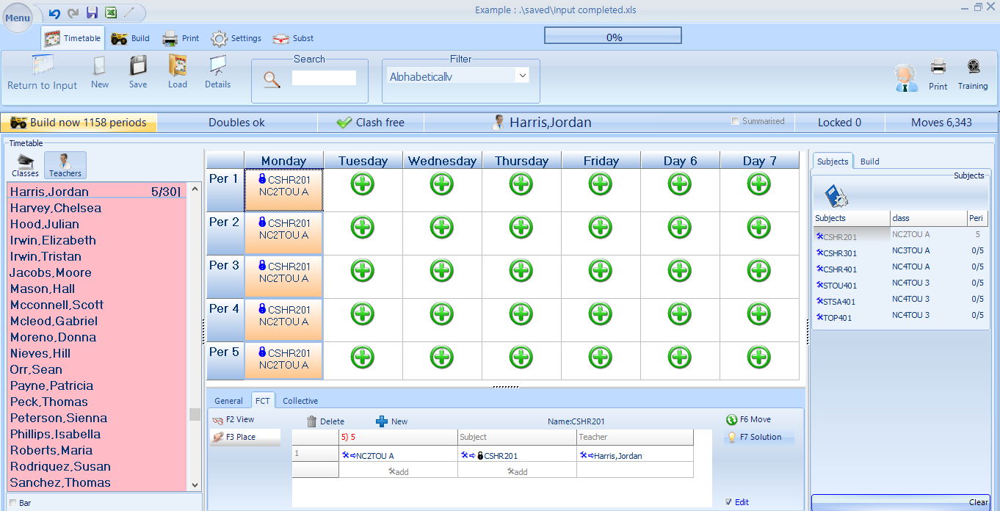 Menu
Example : .\saved\Input completed.xls
Timetable Build Print Settings Subst
0%
Return to Input New Save Load Details
Search
Filter
Alphabetically
Print Training
Build now 1158 periods Doubles ok Clash free Harris,Jordan Summarised Locked 0 Moves 6,343
Timetable
Classes Teachers
Harris,Jordan 5/30]
Harvey,Chelsea
Hood,Julian
Irwin,Elizabeth
Irwin,Tristan
Jacobs,Moore
Mason,Hall
Mcconnell,Scott
Mcleod,Gabriel
Moreno,Donna
Nieves,Hill
Orr,Sean
Payne,Patricia
Peck,Thomas
Peterson,Sienna
Phillips,Isabella
Roberts,Maria
Rodriquez,Susan
Sanchez,Thomas
Bar
Monday Tuesday Wednesday Thursday Friday Day 6 Day 7
Per 1 CSHR201
NC2TOU A
Per 2 CSHR201
NC2TOU A
Per 3 CSHR201
NC2TOU A
Per 4 CSHR201
NC2TOU A
Per 5 CSHR201
NC2TOU A
General FCT Collective
F2 View
F3 Place
Delete New Name:CSHR201
5) 5 Subject Teacher
1 NC2TOU A CSHR201 Harris,Jordan
add add
F6 Move
F7 Solution
Edit
Subjects Build
Subjects
Subjects class Peri
CSHR201 NC2TOU A 5
CSHR301 NC3TOU A 0/5
CSHR401 NC4TOU A 0/5
STOU401 NC4TOU 3 0/5
STSA401 NC4TOU 3 0/5
TOP401 NC4TOU 3 0/5
Clear